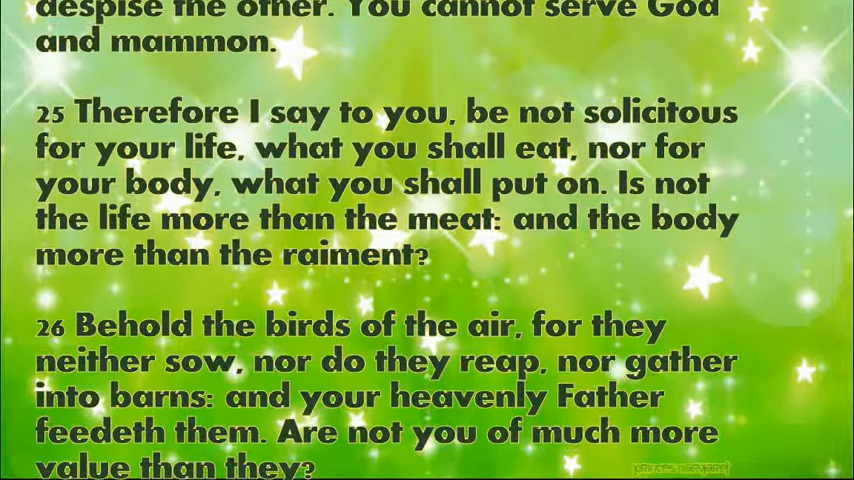 despise the other. You cannot serve God
and mammon.
25 Therefore I say to you, be not solicitous
for your life, what you shall eat, nor for
your body, what you shall put on. Is not
the life more than the meat: and the body
more than the raiment?
26 Behold the birds of the air, for they
neither sow, nor do they reap, nor gather
into barns: and your heavenly Father
feedeth them. Are not you of much more
value than they?